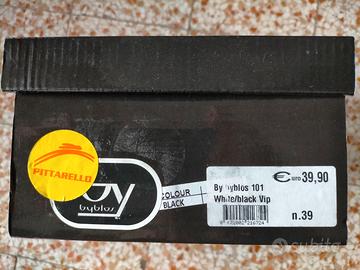 PITTARELLO
by
byblos
COLOUR
BLACK
€ EURO 39,90
By byblos 101
White/black Vip
n.39
subito